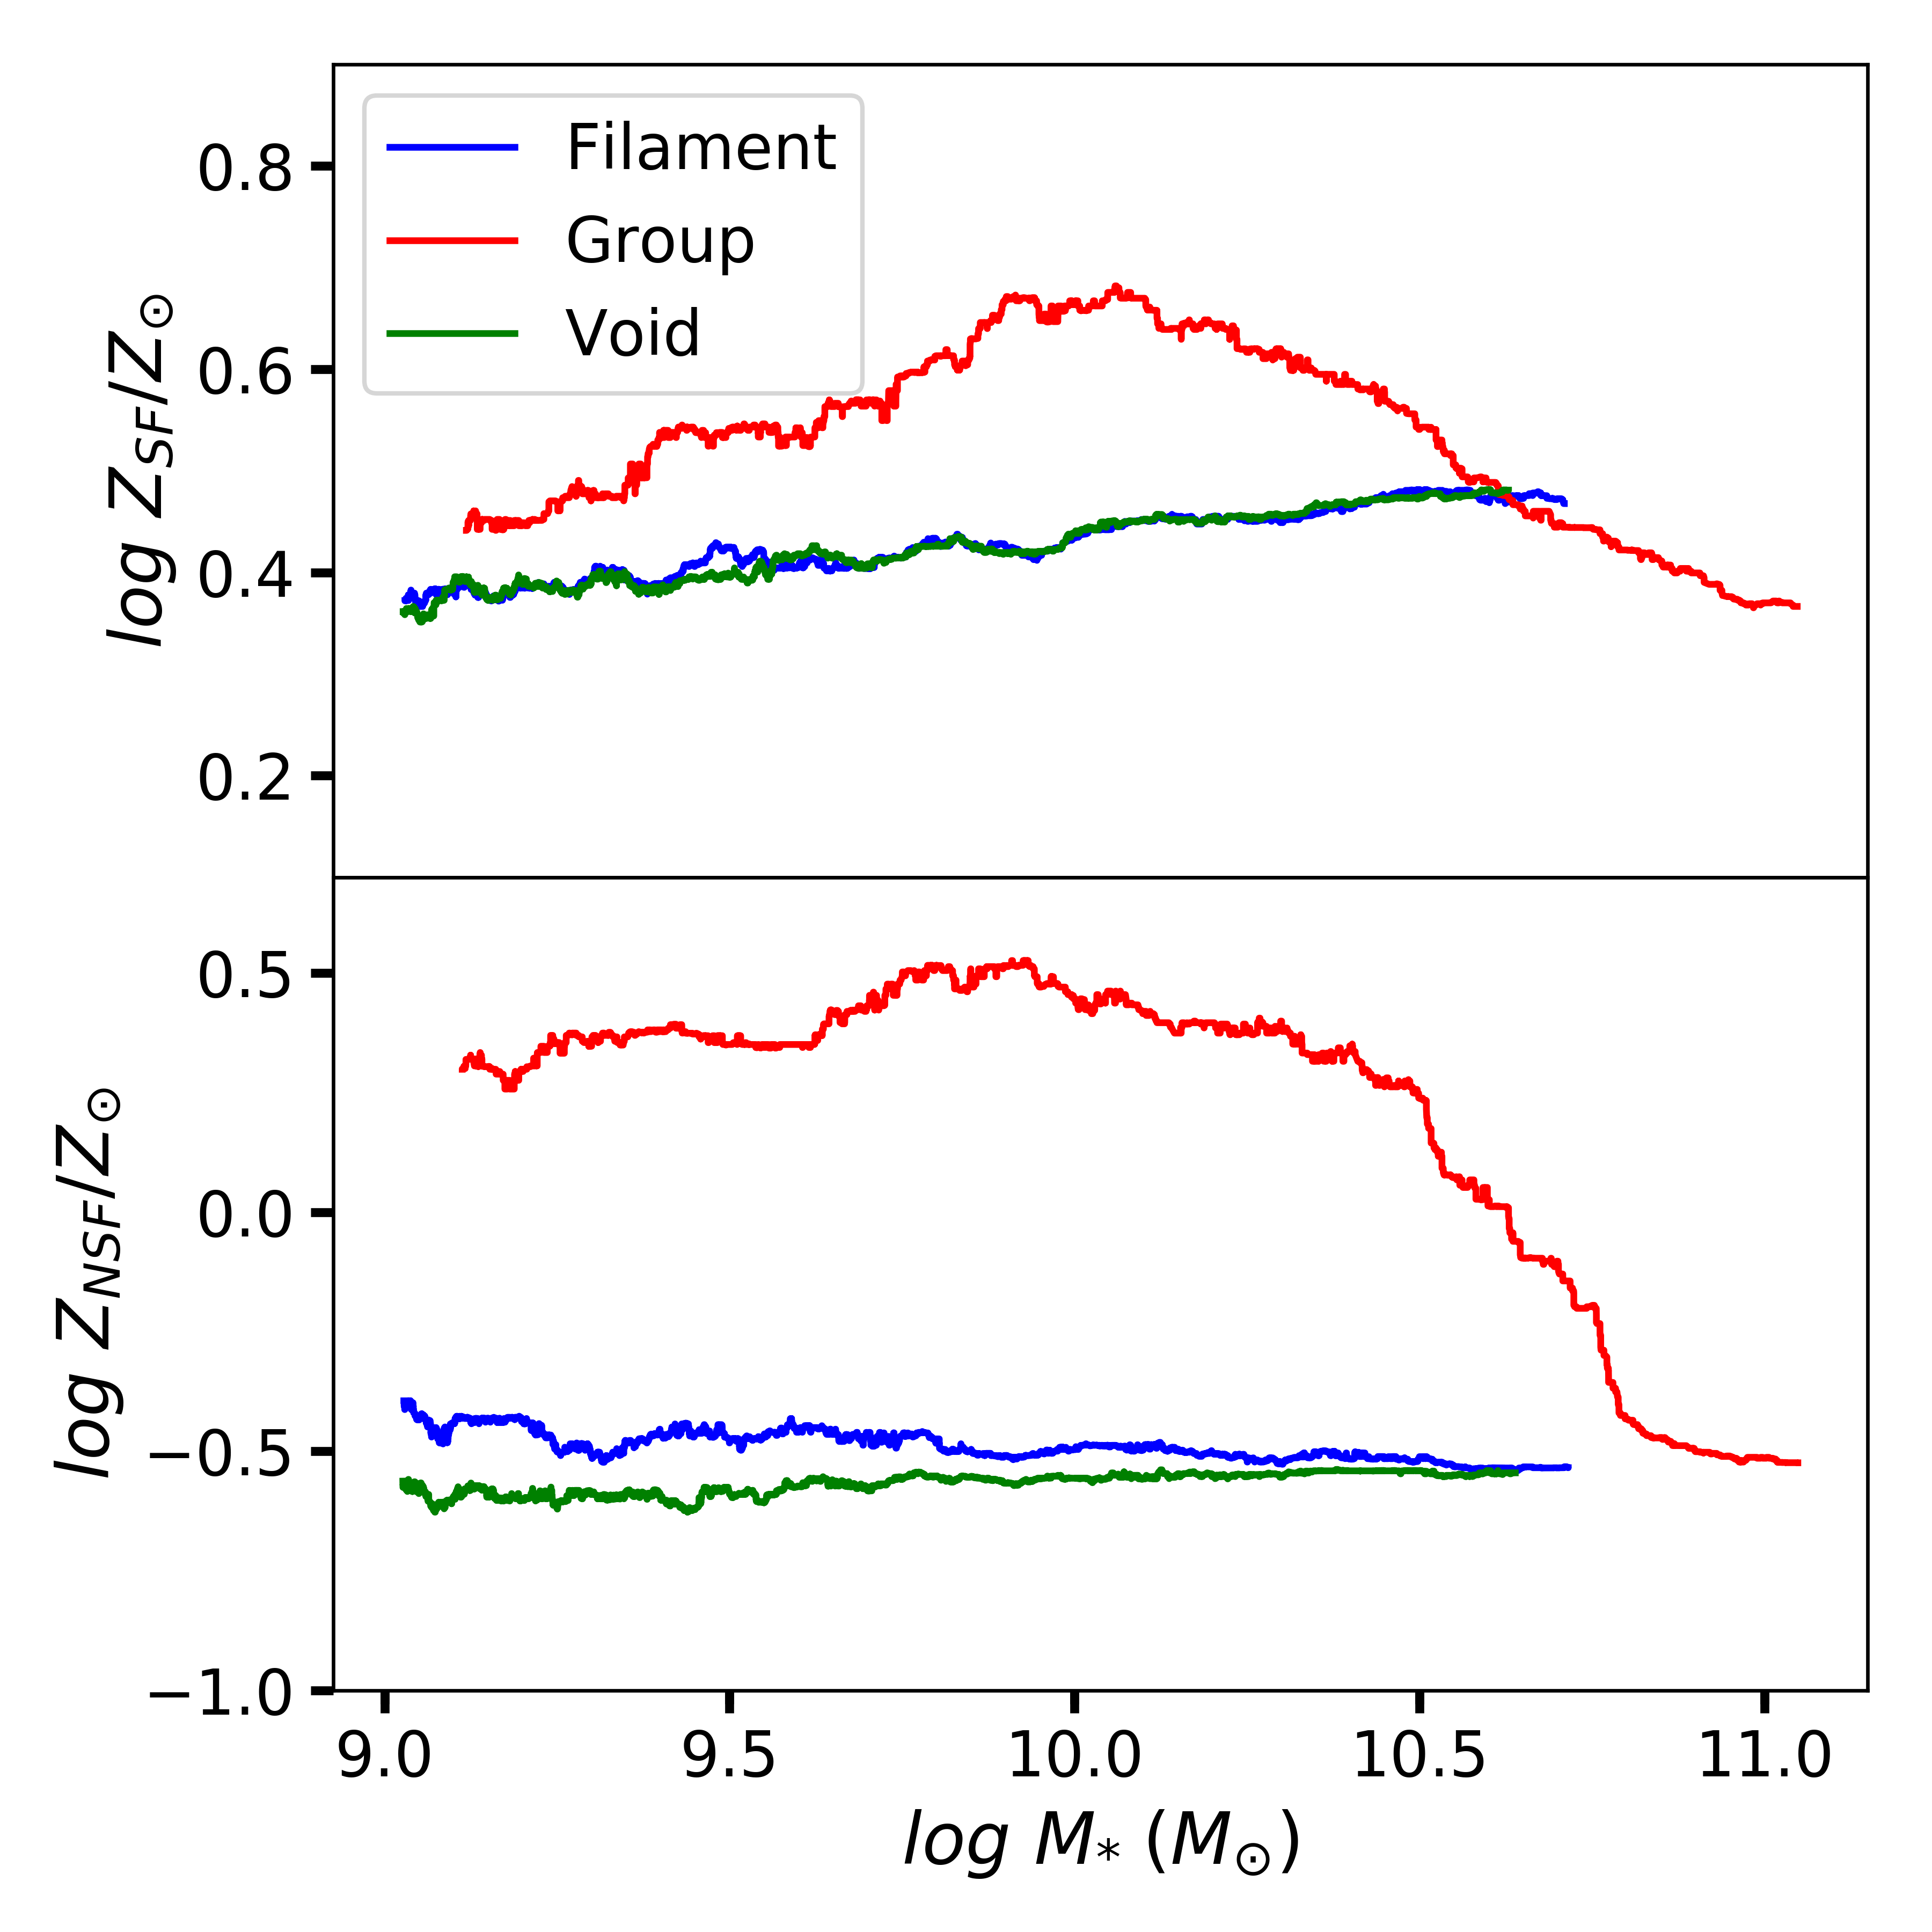 Filament
Group
Void
log Z_SF/Z_⊙
0.8
0.6
0.4
0.2
log Z_NSF/Z_⊙
0.5
0.0
−0.5
−1.0
9.0 9.5 10.0 10.5 11.0
log M_* (M_⊙)